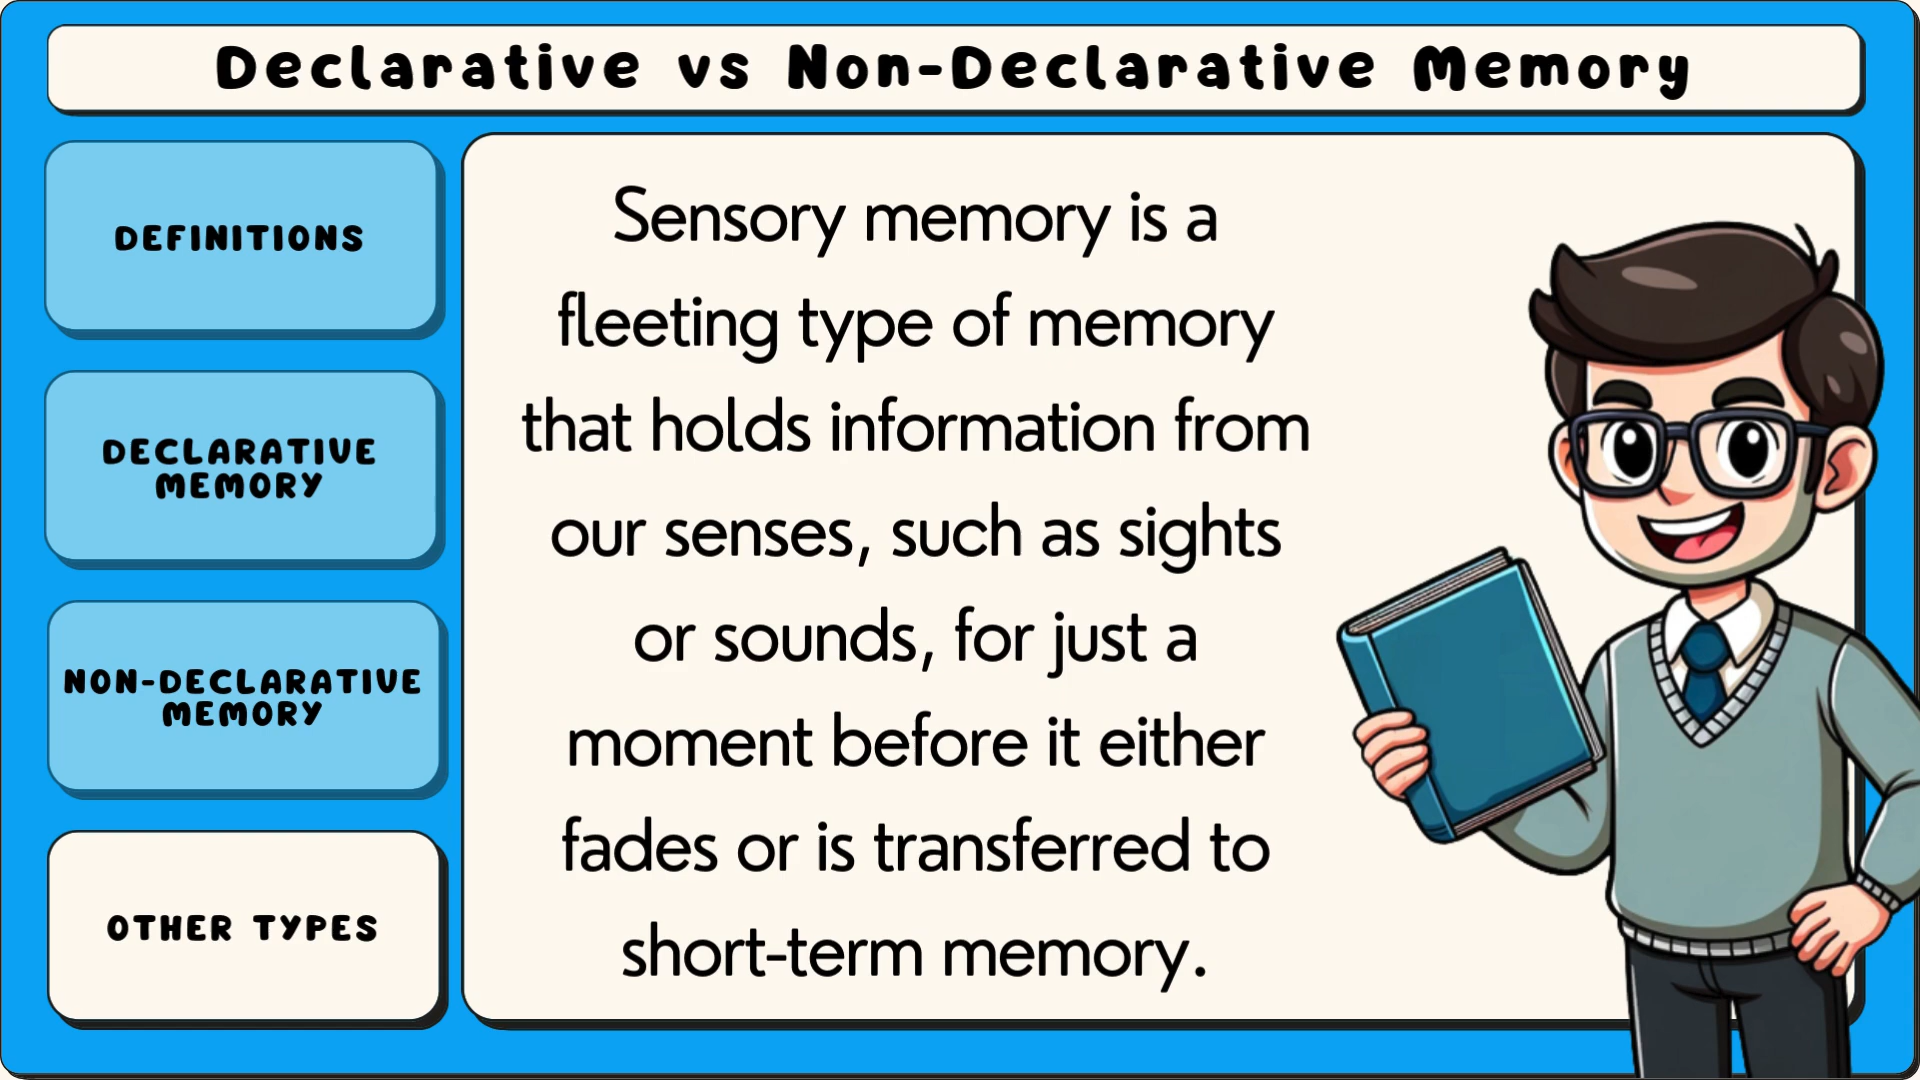 Declarative vs Non-Declarative Memory
DEFINITIONS
DECLARATIVE
MEMORY
NON-DECLARATIVE
MEMORY
OTHER TYPES
Sensory memory is a
fleeting type of memory
that holds information from
our senses, such as sights
or sounds, for just a
moment before it either
fades or is transferred to
short-term memory.